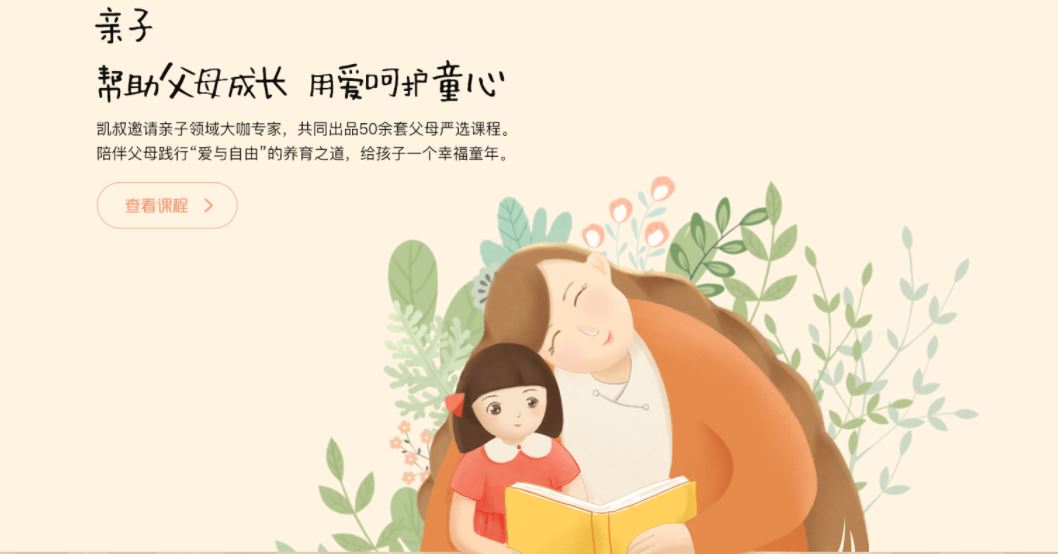 亲子
帮助父母成长 用爱呵护童心
凯叔邀请亲子领域大咖专家，共同出品50余套父母严选课程。
陪伴父母践行“爱与自由”的养育之道，给孩子一个幸福童年。
查看课程 >